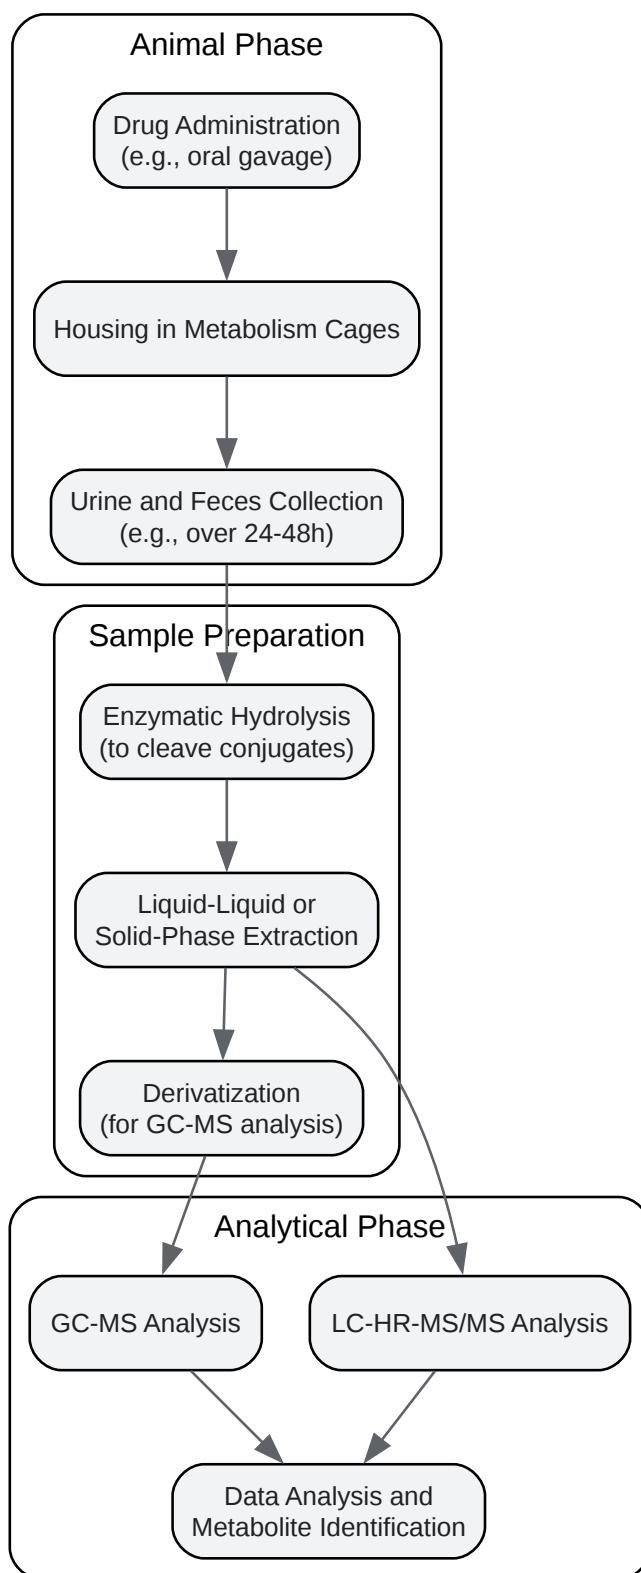 Animal Phase
Drug Administration
(e.g., oral gavage)
Housing in Metabolism Cages
Urine and Feces Collection
(e.g., over 24-48h)
Sample Preparation
Enzymatic Hydrolysis
(to cleave conjugates)
Liquid-Liquid or
Solid-Phase Extraction
Derivatization
(for GC-MS analysis)
Analytical Phase
GC-MS Analysis
LC-HR-MS/MS Analysis
Data Analysis and
Metabolite Identification